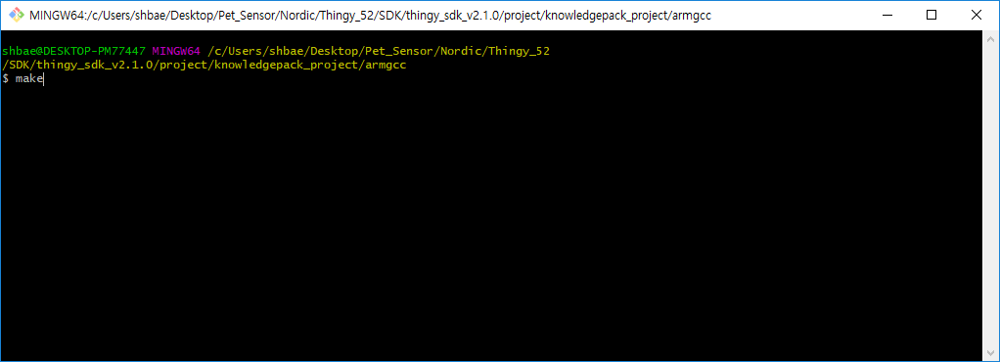 MINGW64:/c/Users/shbae/Desktop/Pet_Sensor/Nordic/Thingy_52/SDK/thingy_sdk_v2.1.0/project/knowledgepack_project/armgcc
shbae@DESKTOP-PM77447 MINGW64 /c/Users/shbae/Desktop/Pet_Sensor/Nordic/Thingy_52
/SDK/thingy_sdk_v2.1.0/project/knowledgepack_project/armgcc
$ make